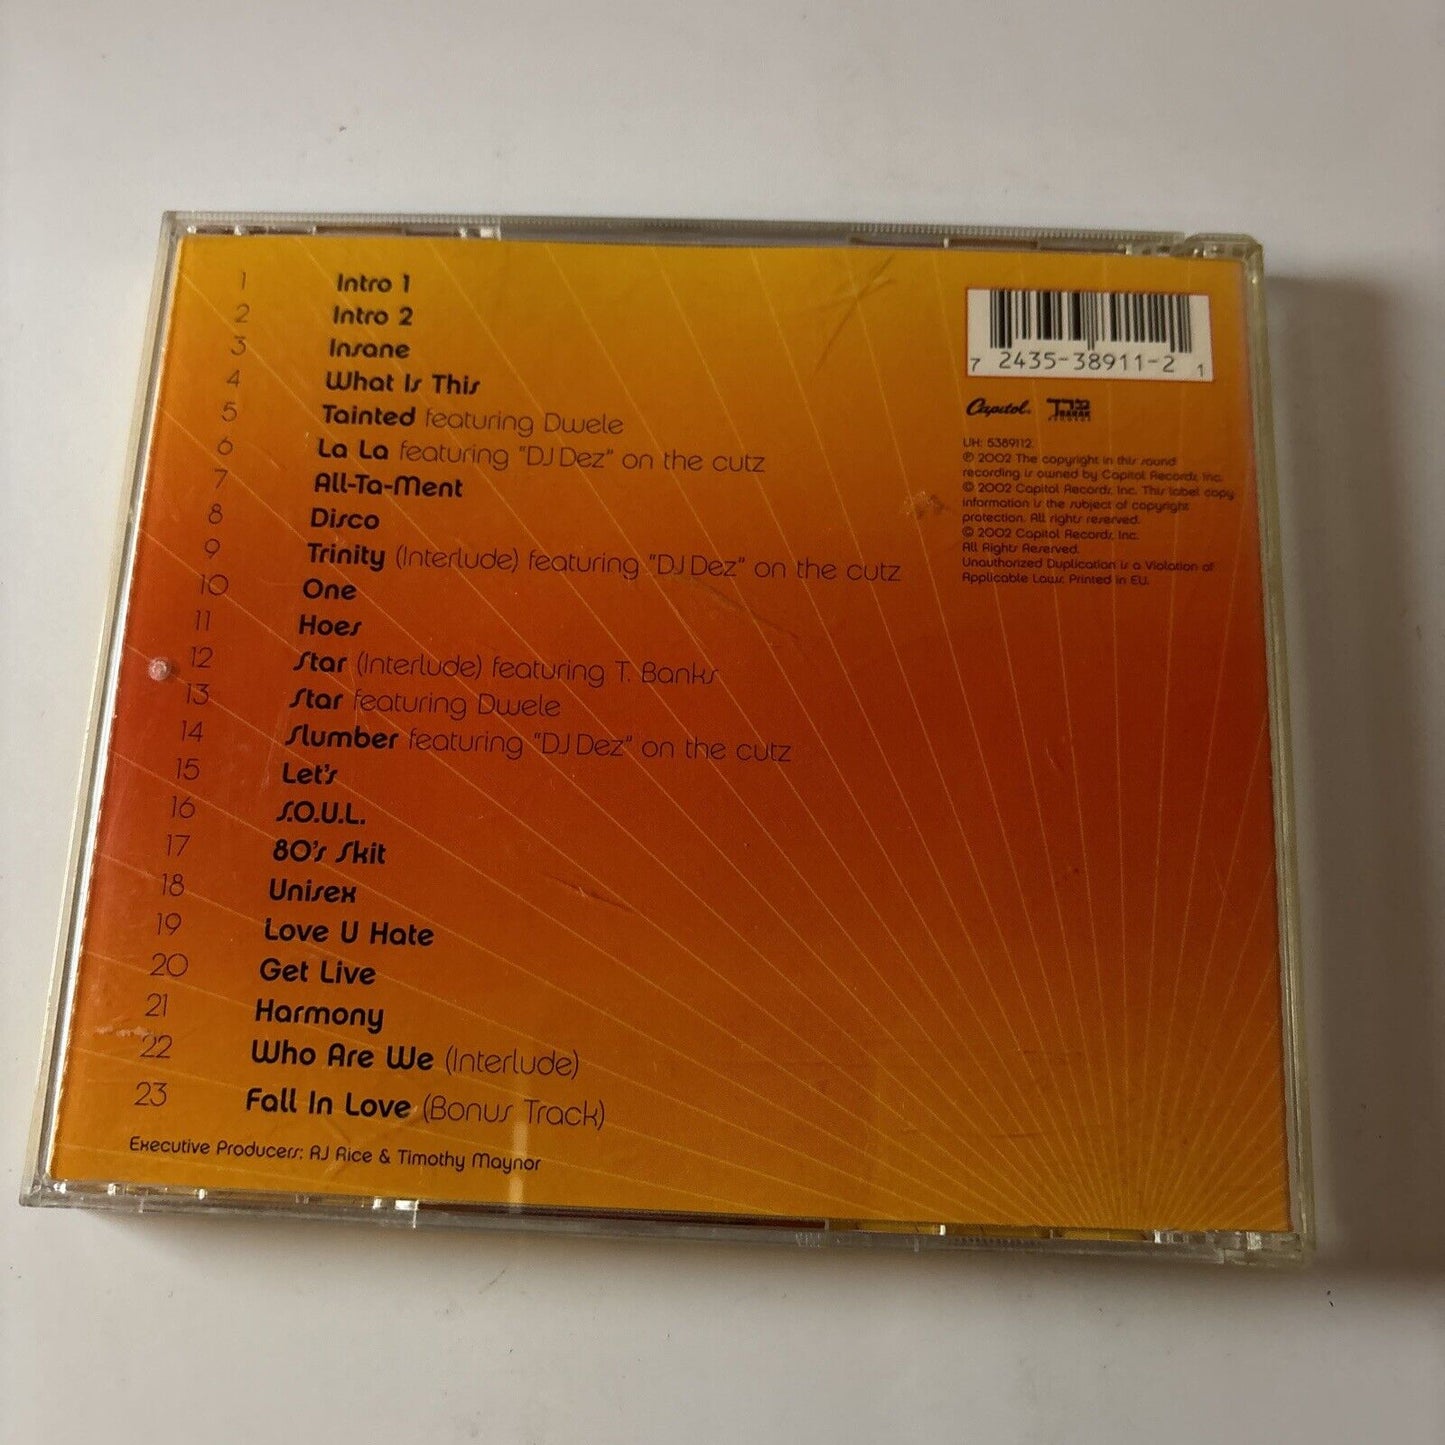 1 Intro 1
2 Intro 2
3 Insane
4 What Is This
5 Tainted featuring Dwele
6 La La featuring "DJ Dez" on the cutz
7 All-Ta-Ment
8 Disco
9 Trinity (Interlude) featuring "DJ Dez" on the cutz
10 One
11 Hoes
12 Star (Interlude) featuring T. Banks
13 Star featuring Dwele
14 Slumber featuring "DJ Dez" on the cutz
15 Let's
16 S.O.U.L.
17 80's Skit
18 Unisex
19 Love U Hate
20 Get Live
21 Harmony
22 Who Are We (Interlude)
23 Fall In Love (Bonus Track)
Executive Producers: RJ Rice & Timothy Maynor
7 2435-38911-2 1
Capitol.
RECORDS
UH: 5389112.
℗ 2002 The copyright in this sound
recording is owned by Capitol Records, Inc.
© 2002 Capitol Records, Inc. This label copy
information is the subject of copyright
protection. All rights reserved.
© 2002 Capitol Records, Inc.
All Rights Reserved.
Unauthorized Duplication is a Violation of
Applicable Laws. Printed in EU.